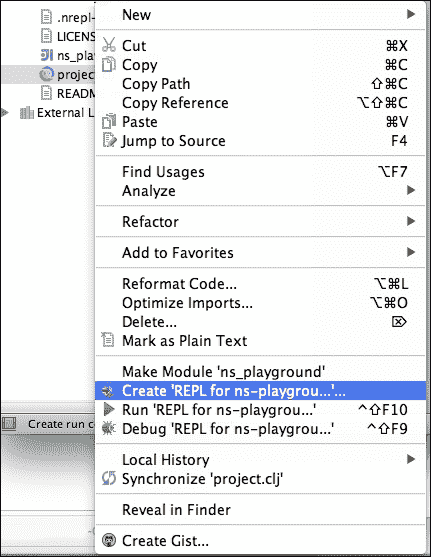 New
Cut ⌘X
Copy ⌘C
Copy Path ⇧⌘C
Copy Reference ⌥⇧⌘C
Paste ⌘V
Jump to Source F4
Find Usages ⌥F7
Analyze
Refactor
Add to Favorites
Reformat Code... ⌥⌘L
Optimize Imports... ⌥⌘O
Delete... ⌦
Mark as Plain Text
Make Module 'ns_playground'
Create 'REPL for ns-playgrou...'...
Run 'REPL for ns-playgrou...' ^⇧F10
Debug 'REPL for ns-playgrou...' ^⇧F9
Local History
Synchronize 'project.clj'
Reveal in Finder
Create Gist...
.nrepl-po
LICENS
ns_play
project
READM
External L
Create run c